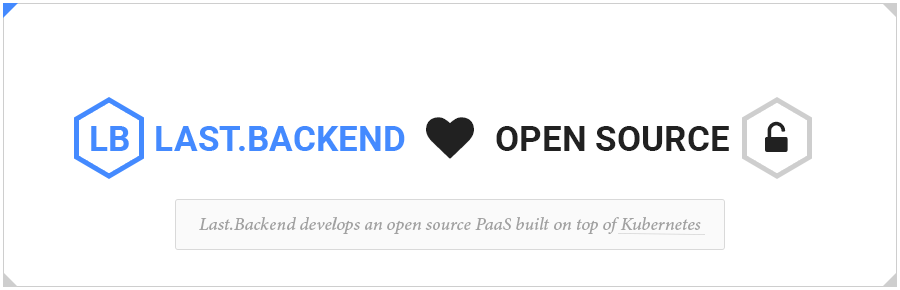 LB LAST.BACKEND OPEN SOURCE
Last.Backend develops an open source PaaS built on top of Kubernetes